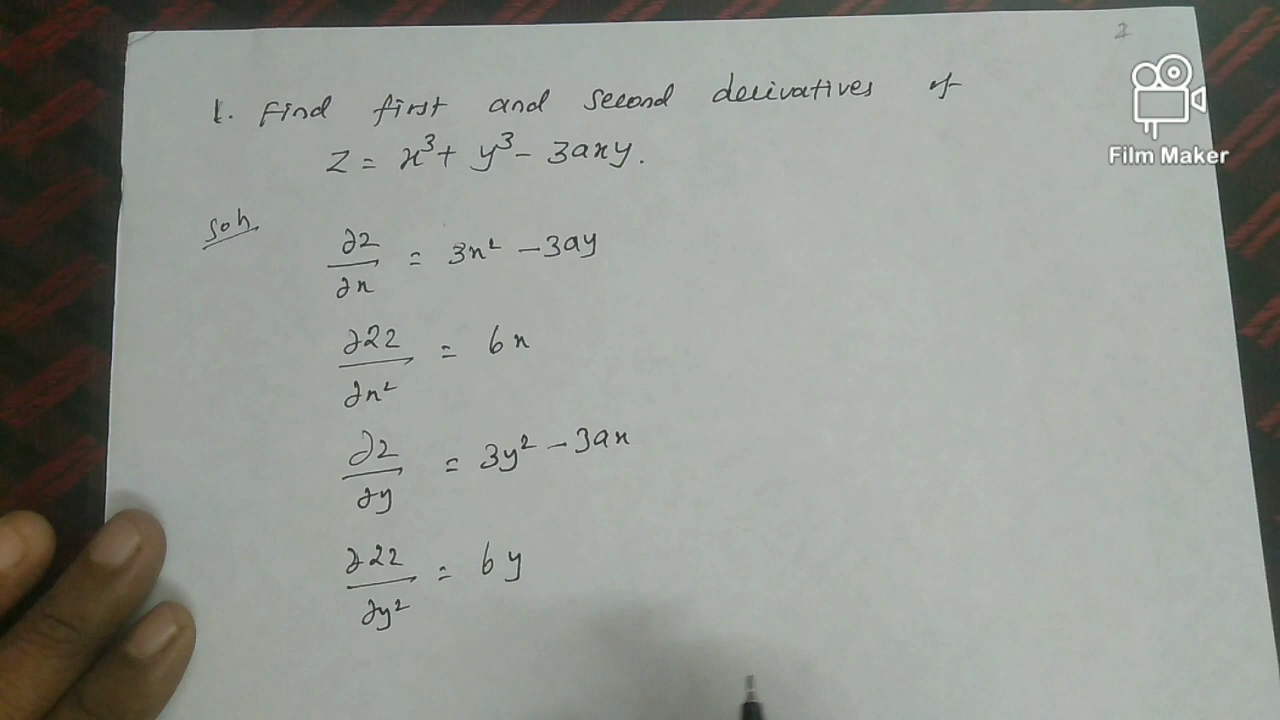 2
Film Maker
1. Find first and second derivatives of
z = x³ + y³ - 3axy.
Soln
∂z/∂x = 3x² - 3ay
∂²z/∂x² = 6x
∂z/∂y = 3y² - 3ax
∂²z/∂y² = 6y